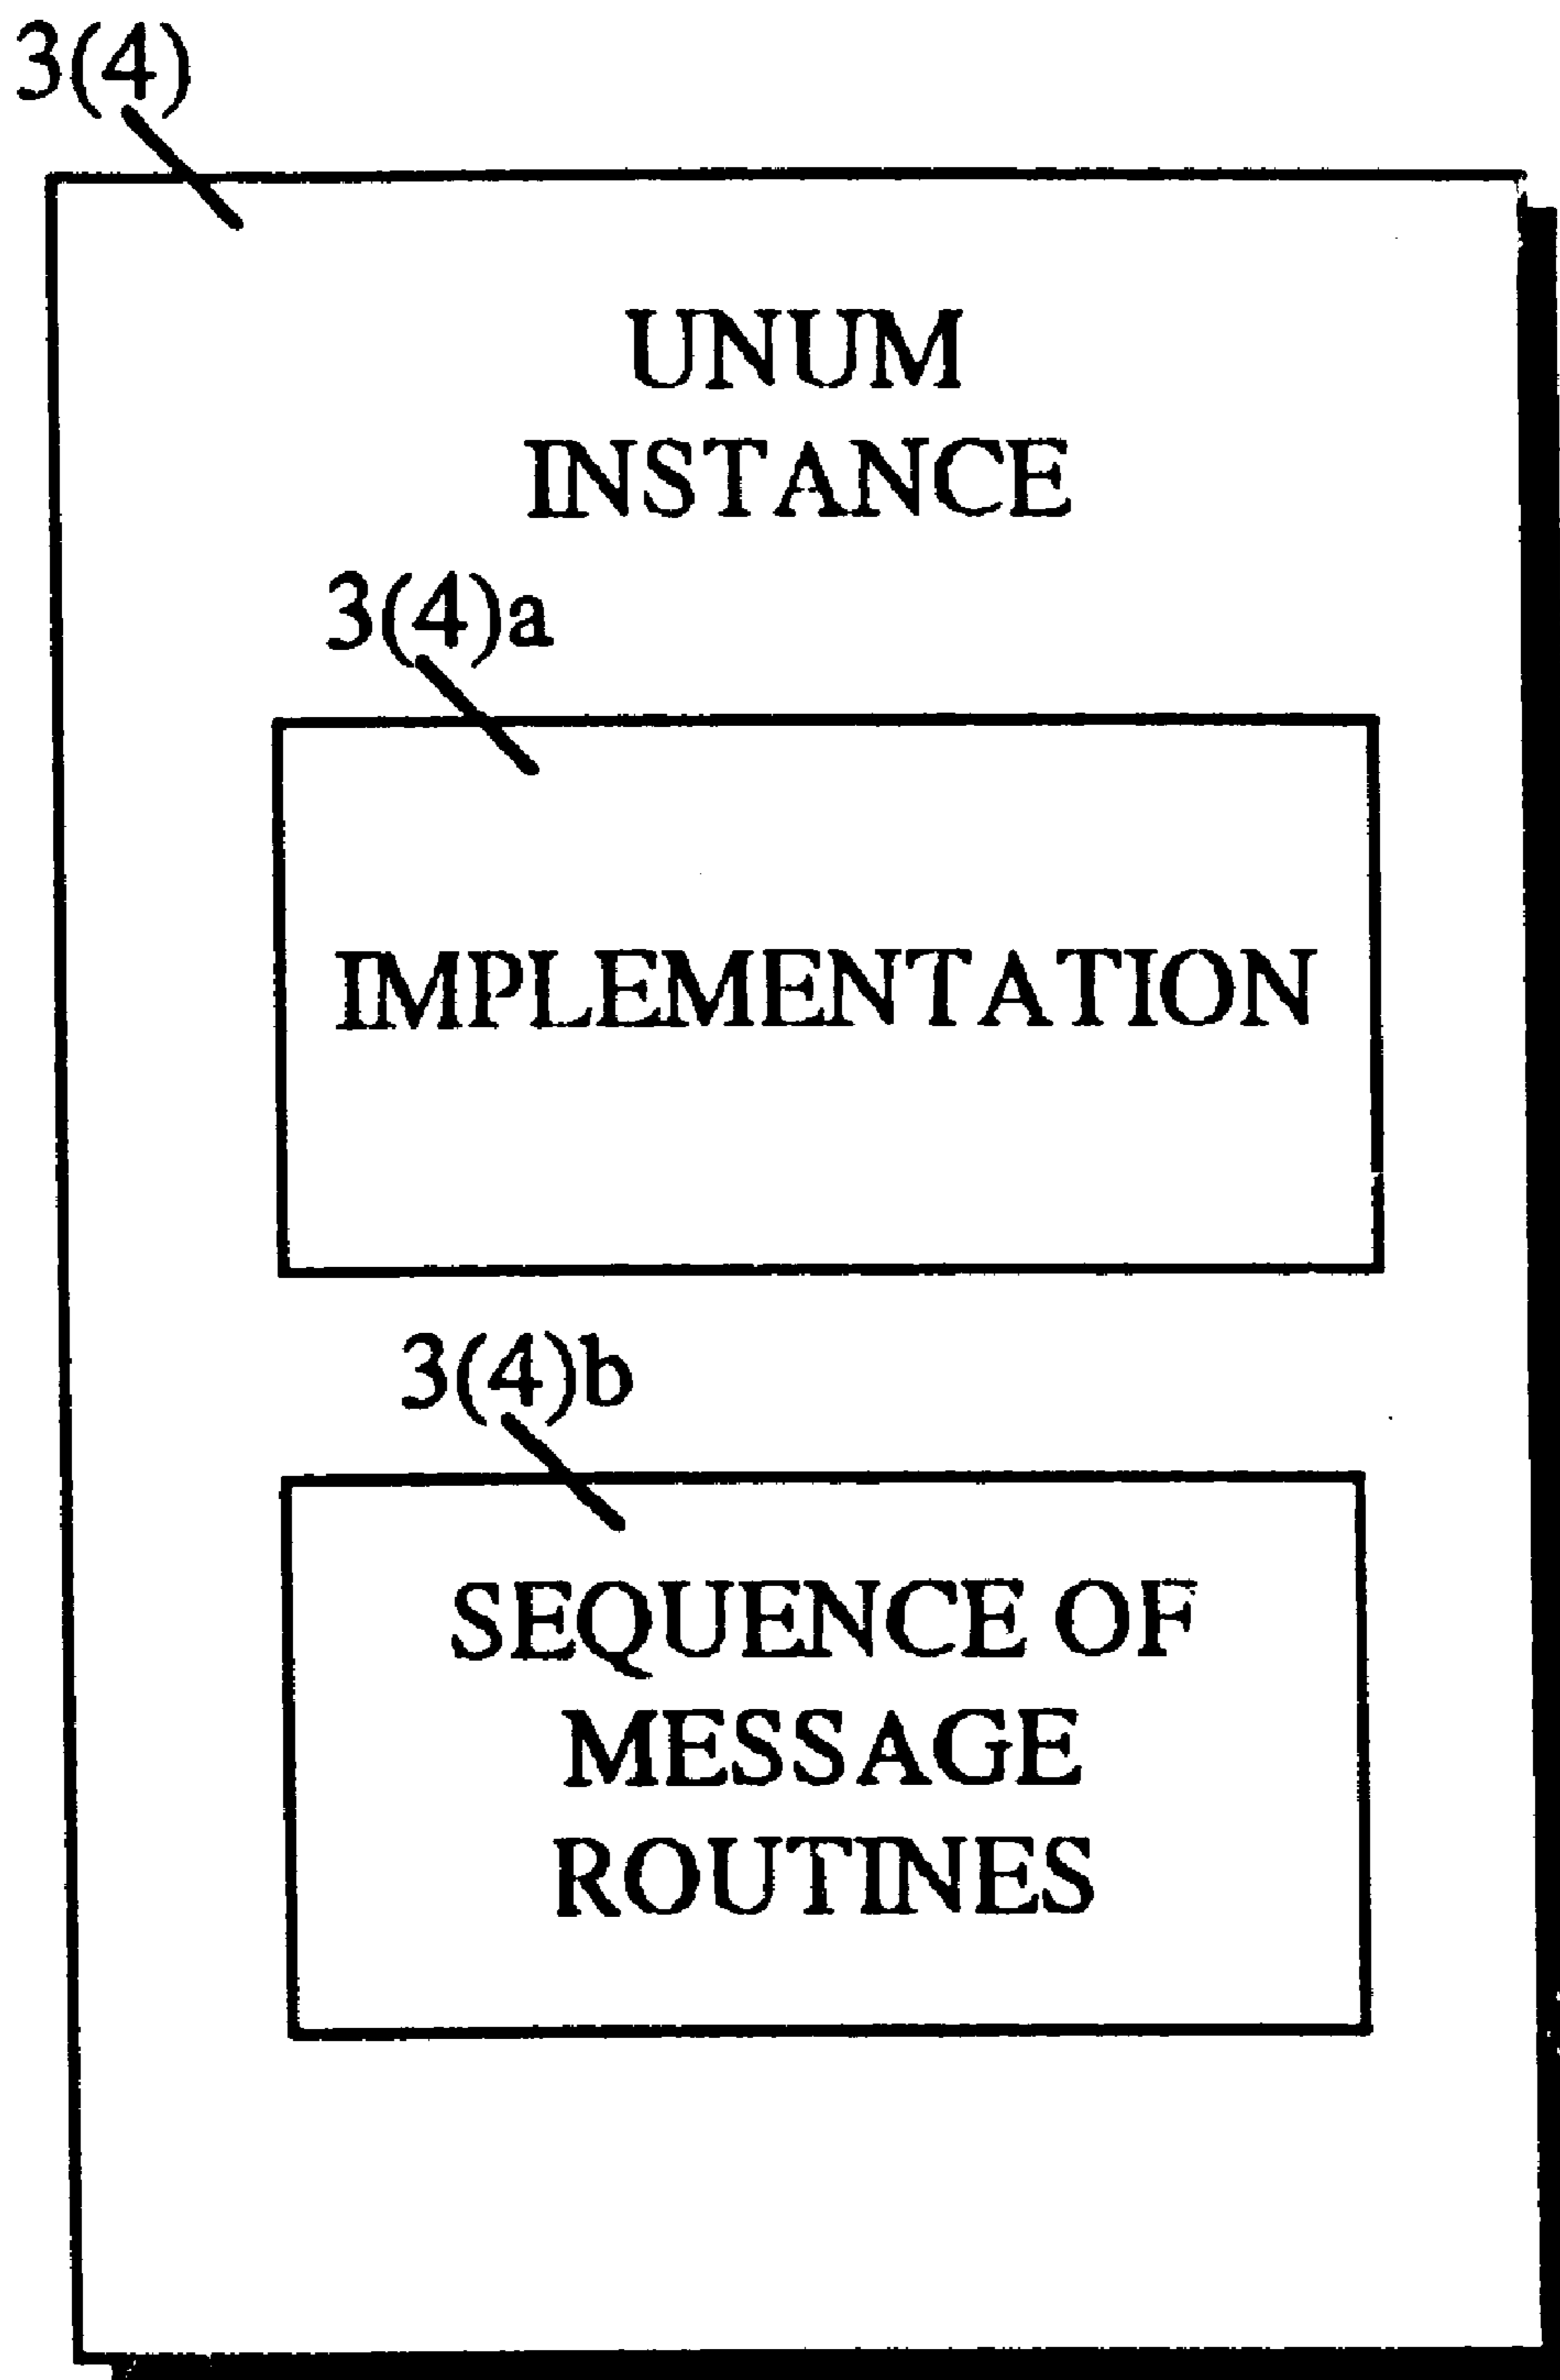 3(4)
UNUM
INSTANCE
3(4)a
IMPLEMENTATION
3(4)b
SEQUENCE OF
MESSAGE
ROUTINES